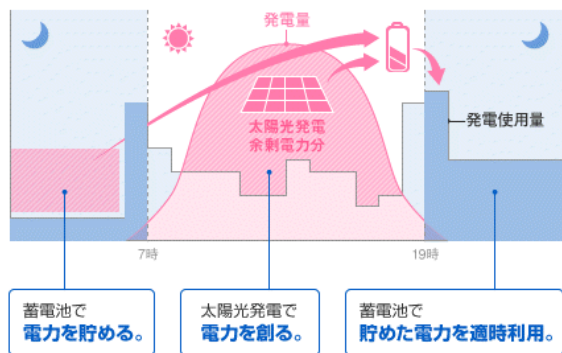 発電量
太陽光発電
余剰電力分
発電使用量
7時
19時
蓄電池で
電力を貯める。
太陽光発電で
電力を創る。
蓄電池で
貯めた電力を適時利用。